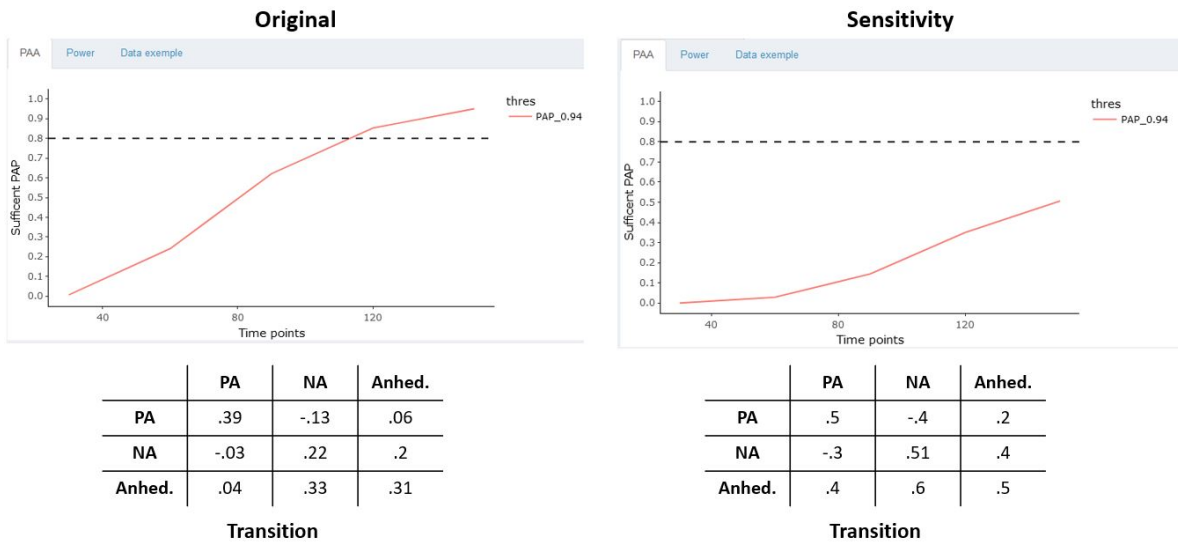 Original
PAA Power Data exemple
thres
PAP_0.94
Sufficent PAP
1.0
0.9
0.8
0.7
0.6
0.5
0.4
0.3
0.2
0.1
0.0
40 80 120
Time points
PA NA Anhed.
PA .39 -.13 .06
NA -.03 .22 .2
Anhed. .04 .33 .31
Transition
Sensitivity
PAA Power Data exemple
thres
PAP_0.94
Sufficent PAP
1.0
0.9
0.8
0.7
0.6
0.5
0.4
0.3
0.2
0.1
0.0
40 80 120
Time points
PA NA Anhed.
PA .5 -.4 .2
NA -.3 .51 .4
Anhed. .4 .6 .5
Transition